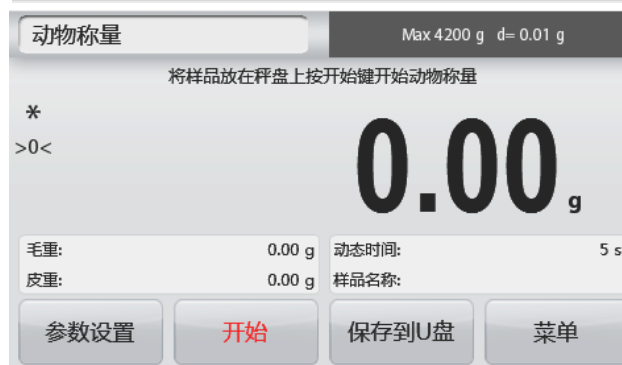 动物称量 Max 4200 g d= 0.01 g
将样品放在秤盘上按开始键开始动物称量
*
>0<
0.00 g
毛重: 0.00 g 动态时间: 5 s
皮重: 0.00 g 样品名称:
参数设置 开始 保存到U盘 菜单